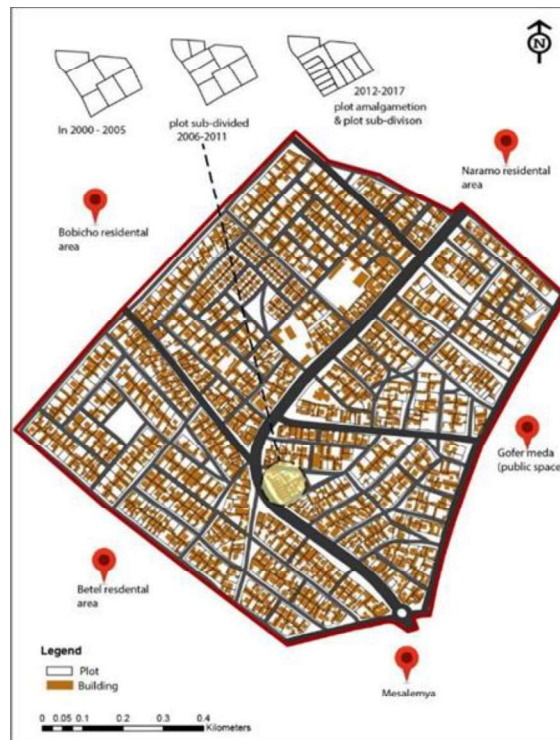 N
In 2000 - 2005
plot sub-divided
2006-2011
2012-2017
plot amalgametion
& plot sub-divison
Naramo residental
area
Bobicho residental
area
Gofer meda
(public space
Betel resdental
area
Legend
Plot
Building
Mesalemya
0 0.05 0.1 0.2 0.3 0.4
Kilometers